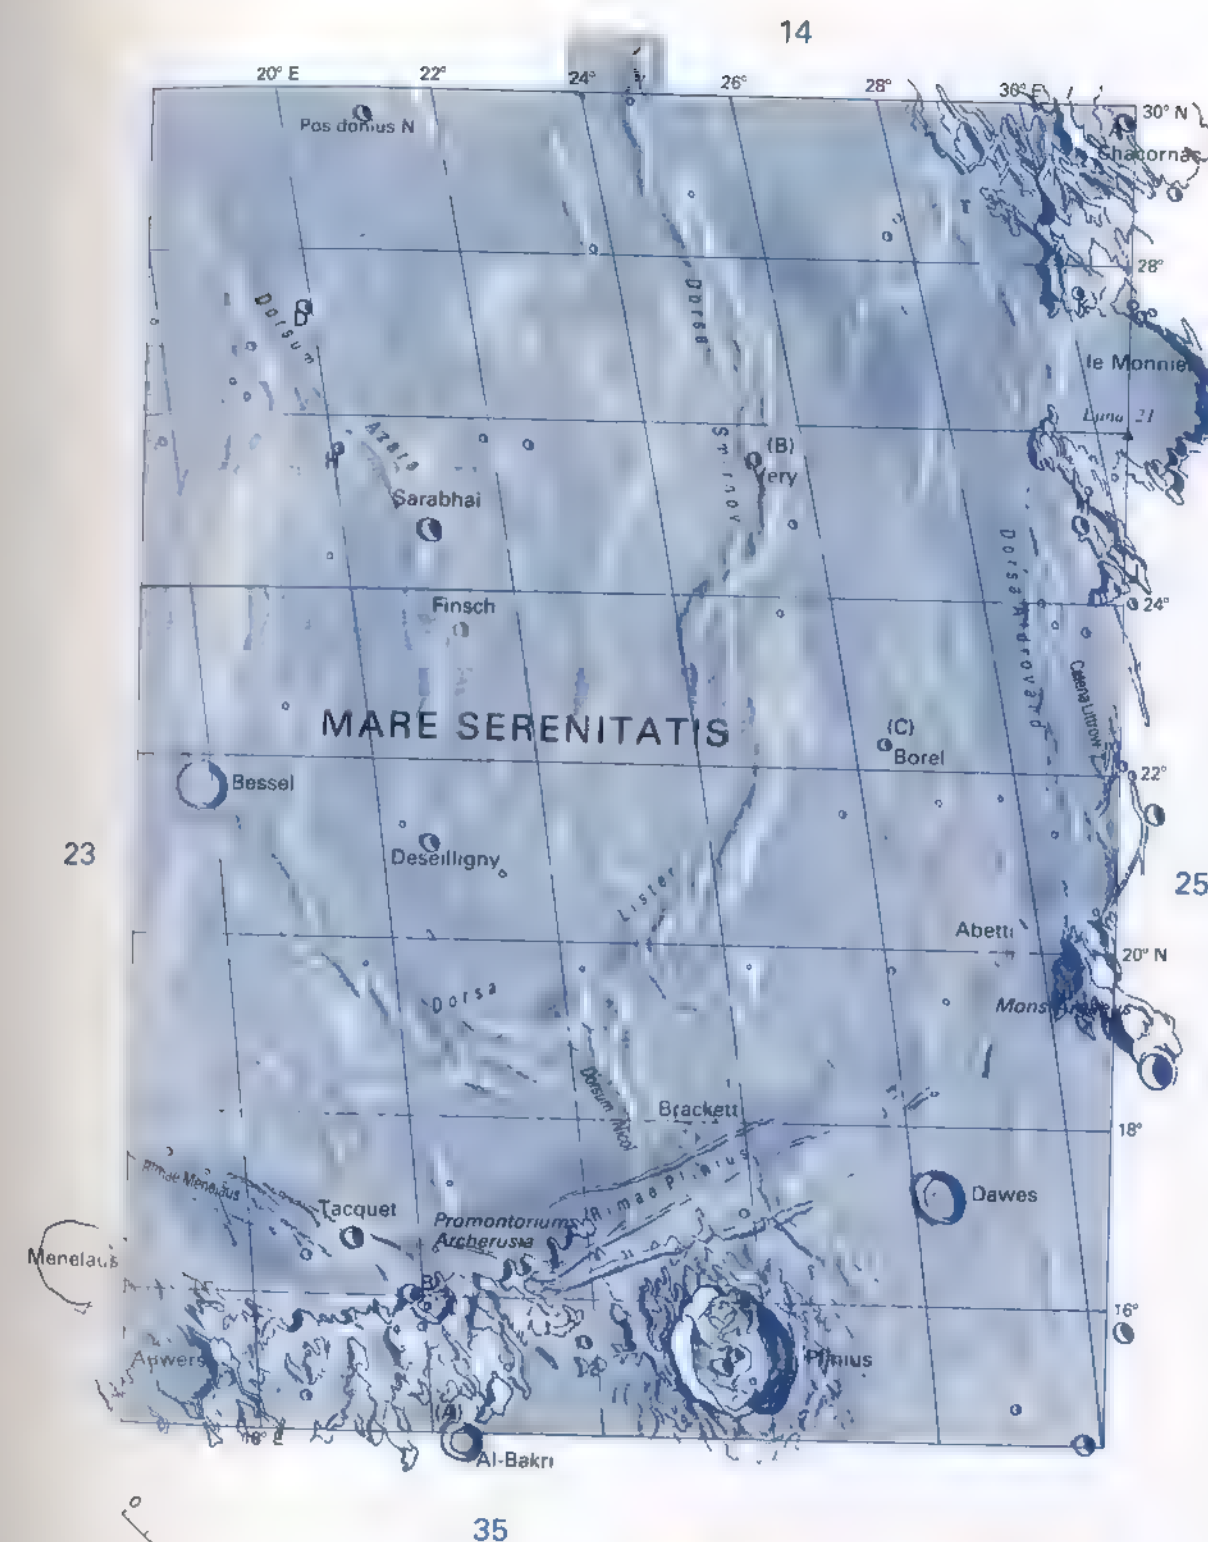 14
20° E
22°
24°
26°
28°
30° E
30° N
Posidonius N
Chacornac
28°
Dorsum
Azara
B
D
Dorsa
Smirnov
le Monnier
Luna 21
A
(B)
Very
Sarabhai
Dorsa Aldrovandi
Finsch
24°
Catena Littrow
MARE SERENITATIS
(C)
Borel
Bessel
22°
23
Deseilligny
25
Lister
Abetti
20° N
Dorsa
Mons Argaeus
Dorsum Nicol
Brackett
18°
Rimae Menelaus
Rimae Plinius
Tacquet
Dawes
Promontorium
Archerusia
Menelaus
B
16°
Auwers
Plinius
(A)
18° E
Al-Bakri
35